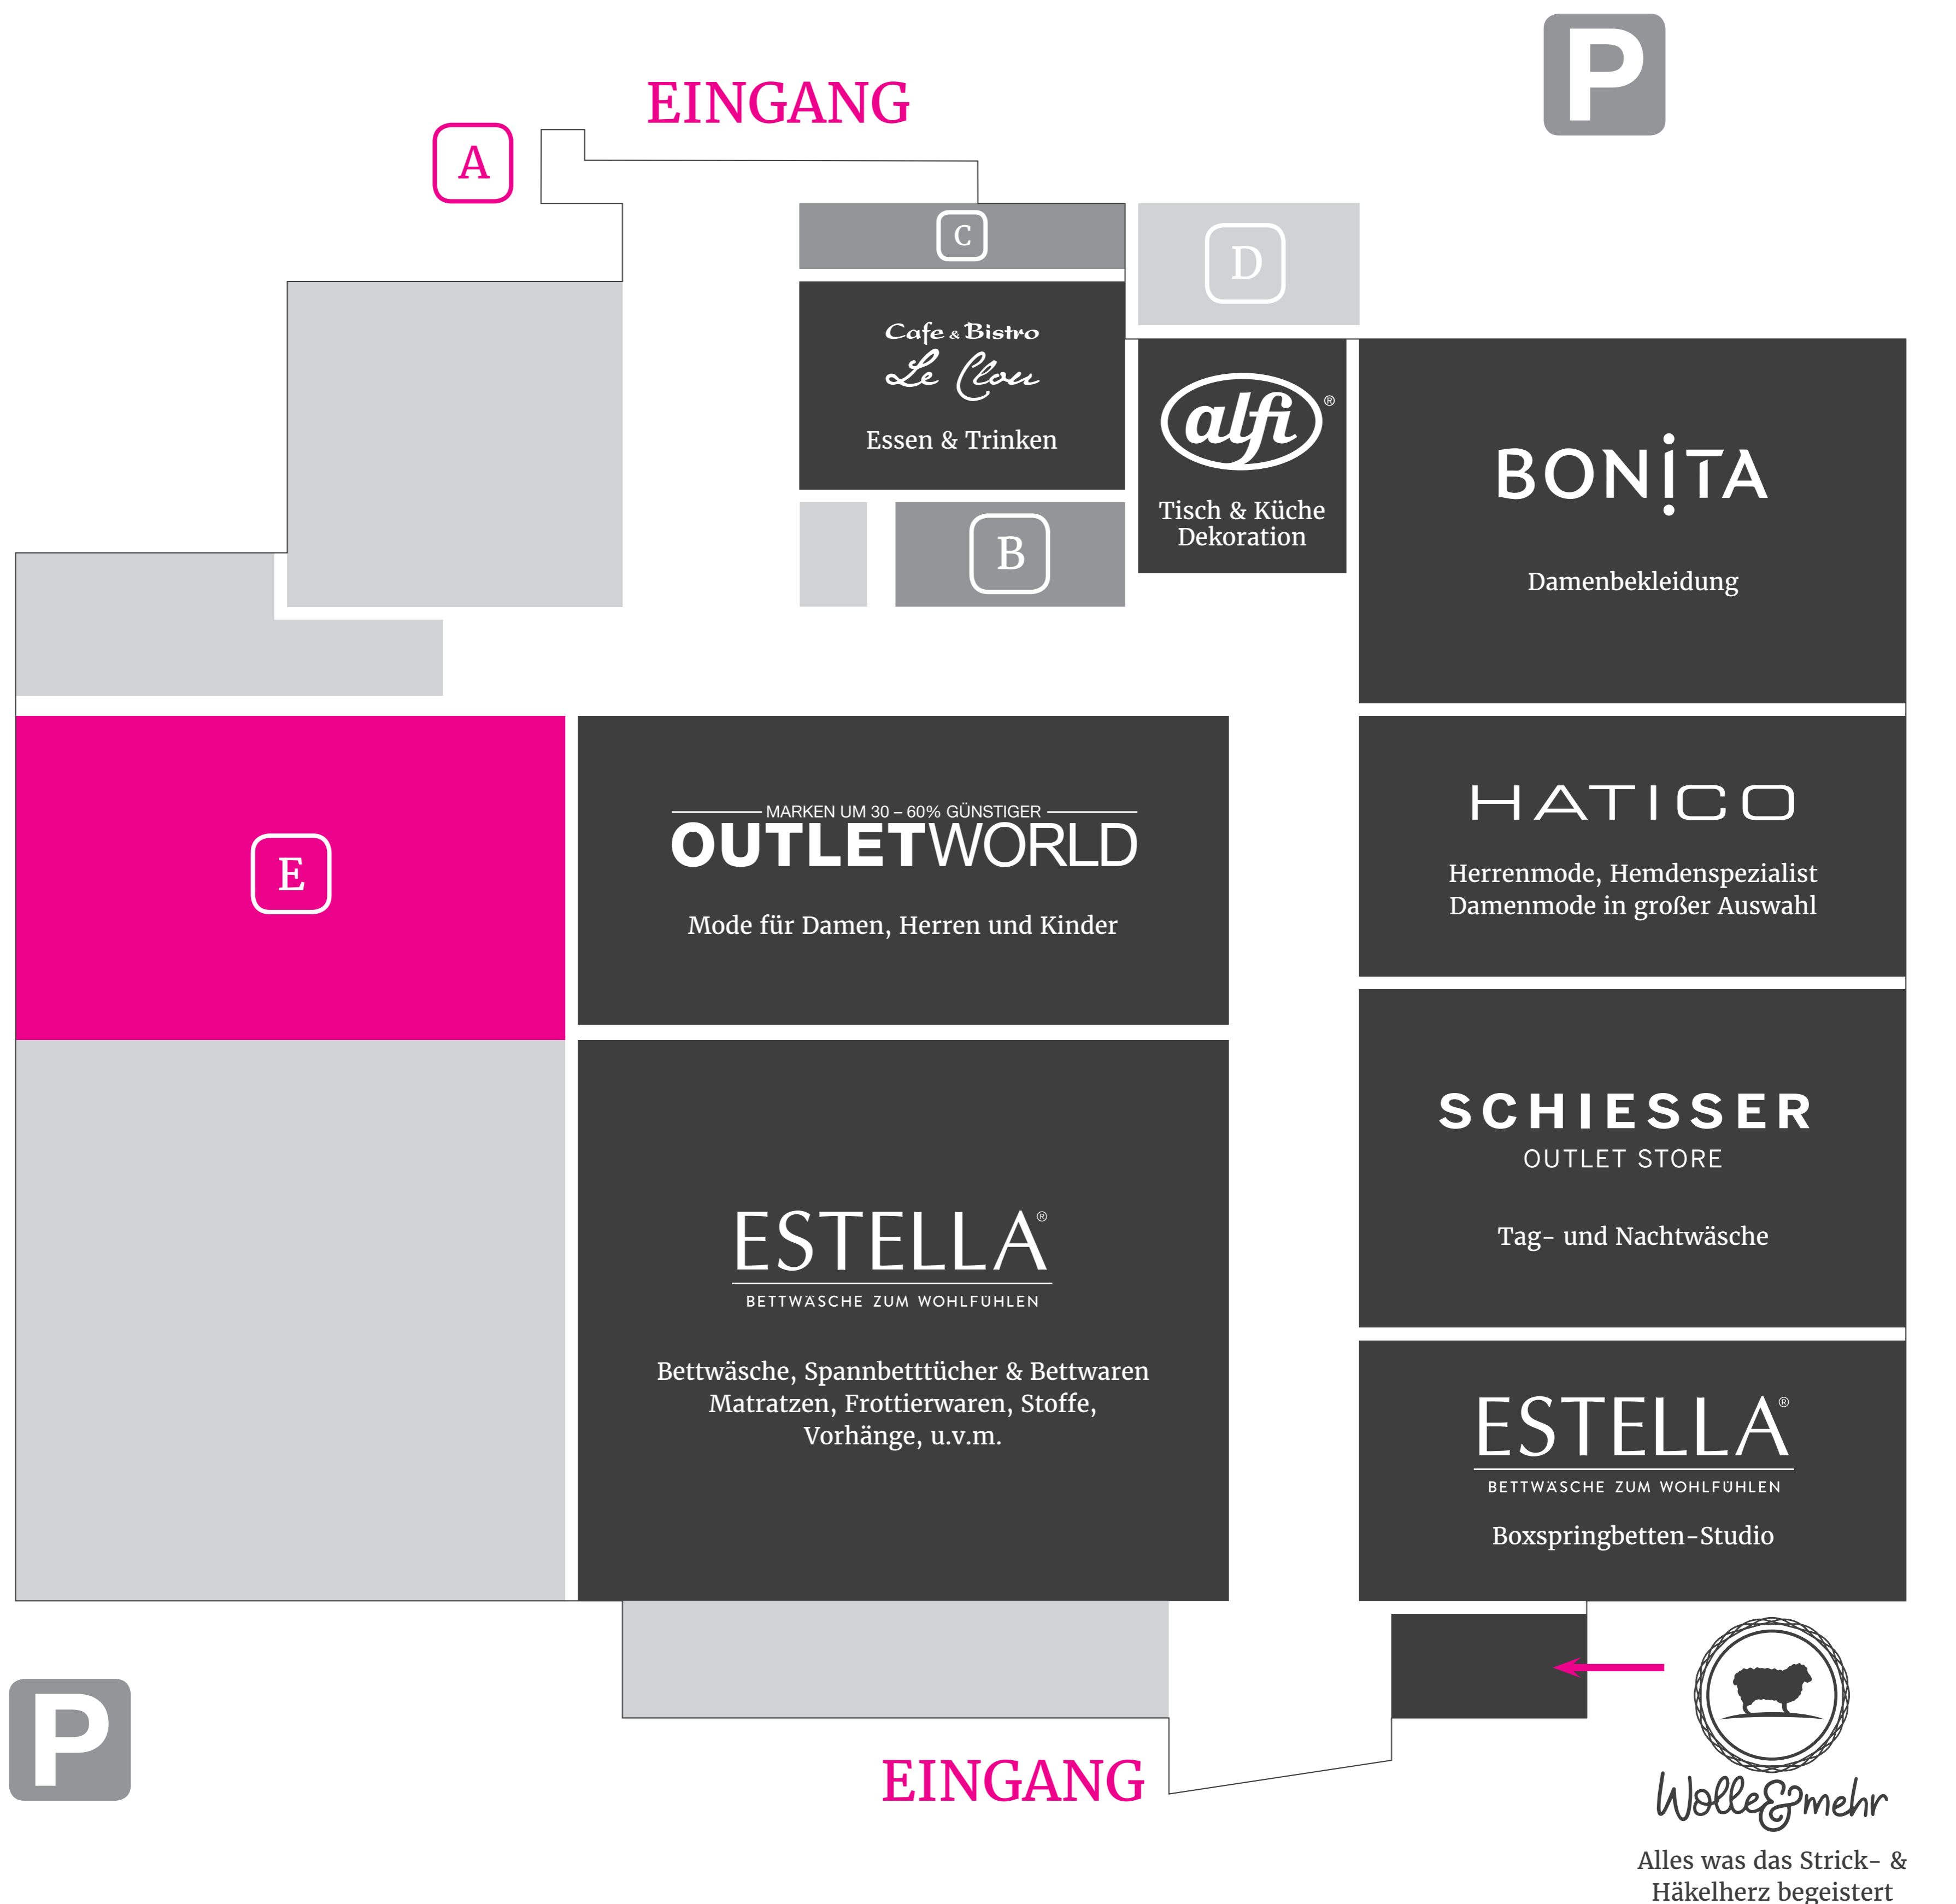 P
EINGANG
A
C
D
Cafe & Bistro
Le Clou
Essen & Trinken
alfi®
Tisch & Küche
Dekoration
B
BONITA
Damenbekleidung
E
MARKEN UM 30 – 60% GÜNSTIGER
OUTLETWORLD
Mode für Damen, Herren und Kinder
HATICO
Herrenmode, Hemdenspezialist
Damenmode in großer Auswahl
SCHIESSER
OUTLET STORE
Tag- und Nachtwäsche
ESTELLA®
BETTWÄSCHE ZUM WOHLFÜHLEN
Bettwäsche, Spannbetttücher & Bettwaren
Matratzen, Frottierwaren, Stoffe,
Vorhänge, u.v.m.
ESTELLA®
BETTWÄSCHE ZUM WOHLFÜHLEN
Boxspringbetten-Studio
P
EINGANG
Wolle&mehr
Alles was das Strick- &
Häkelherz begeistert